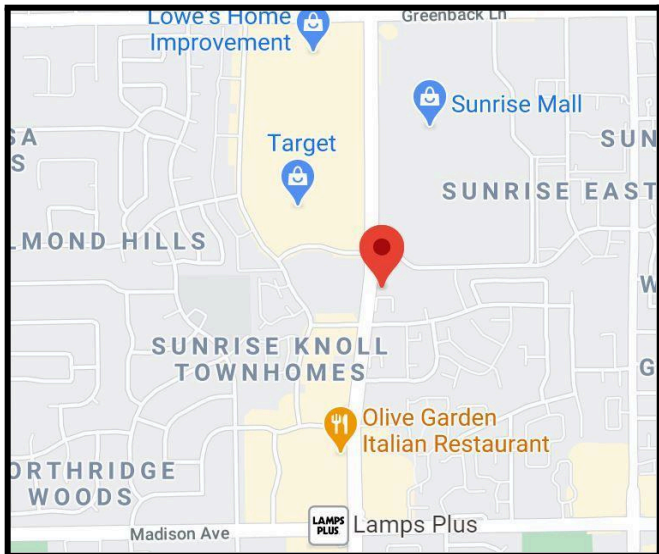 Greenback Ln
Lowe's Home
Improvement
Sunrise Mall
Target
SUN
SUNRISE EAST
LMOND HILLS
SUNRISE KNOLL
TOWNHOMES
Olive Garden
Italian Restaurant
ORTHRIDGE
WOODS
LAMPS
PLUS
Lamps Plus
Madison Ave